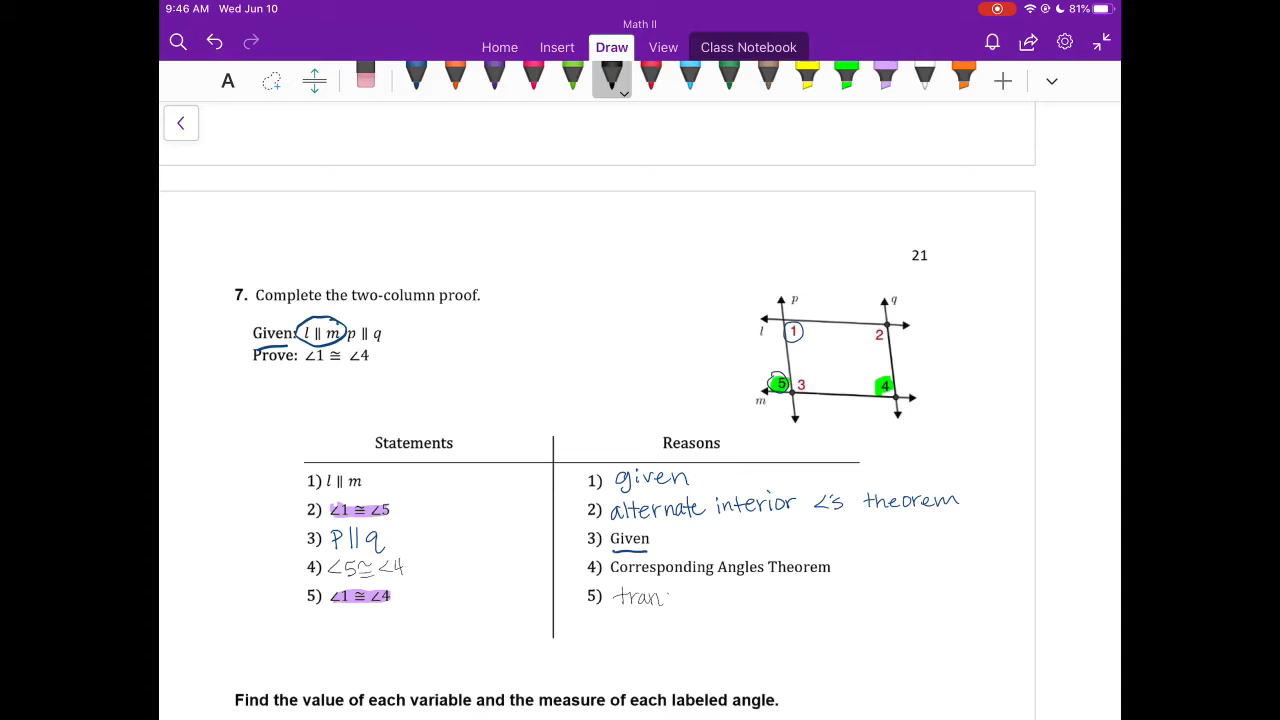 9:46 AM Wed Jun 10
81%
Math II
Home Insert Draw View Class Notebook
A
21
7. Complete the two-column proof.
Given: l ∥ m p ∥ q
Prove: ∠1 ≅ ∠4
p q
l 1 2
5 3 4
m
Statements Reasons
1) l ∥ m 1) given
2) ∠1 ≅ ∠5 2) alternate interior ∠'s theorem
3) p∥q 3) Given
4) ∠5≅∠4 4) Corresponding Angles Theorem
5) ∠1 ≅ ∠4 5) tran
Find the value of each variable and the measure of each labeled angle.